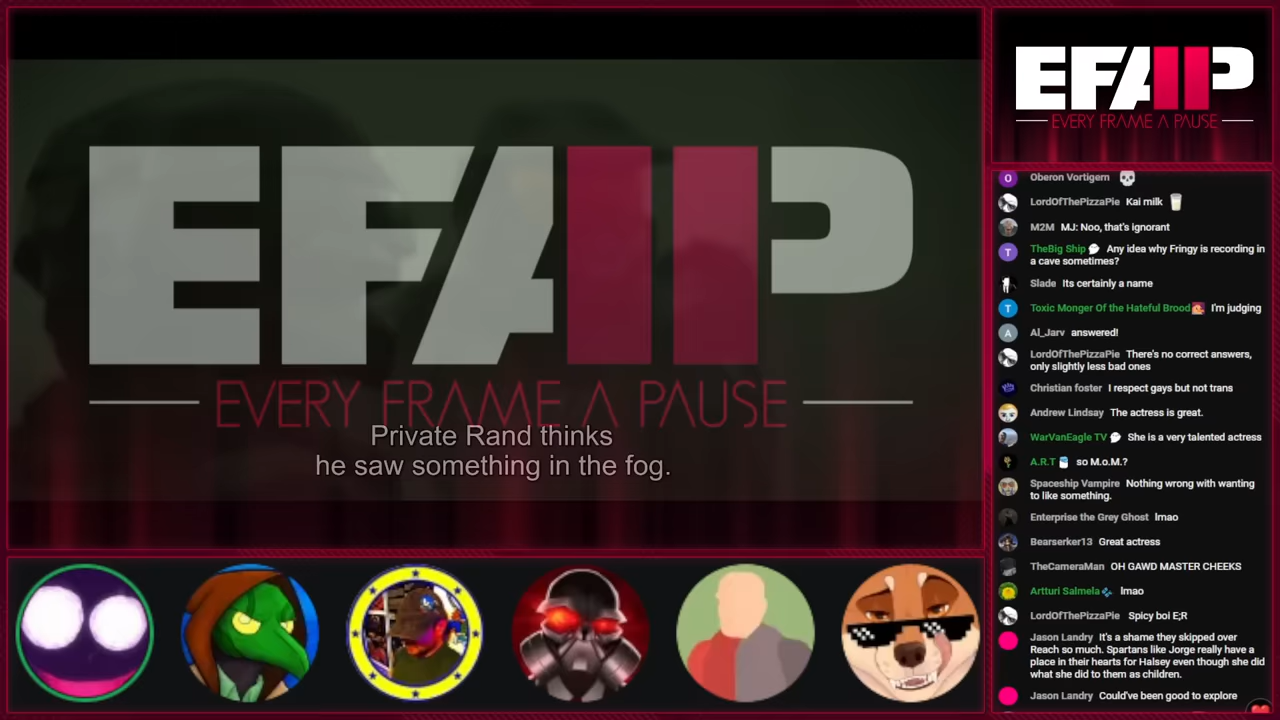 EFAP
EVERY FRAME A PAUSE
Private Rand thinks
he saw something in the fog.
EFAP
EVERY FRAME A PAUSE
O Oberon Vortigern
LordOfThePizzaPie Kai milk
M2M MJ: Noo, that's ignorant
T TheBig Ship Any idea why Fringy is recording in
a cave sometimes?
Slade Its certainly a name
T Toxic Monger Of the Hateful Brood I'm judging
A Al_Jarv answered!
LordOfThePizzaPie There's no correct answers,
only slightly less bad ones
Christian foster I respect gays but not trans
Andrew Lindsay The actress is great.
WarVanEagle TV She is a very talented actress
A.R.T so M.o.M.?
Spaceship Vampire Nothing wrong with wanting
to like something.
Enterprise the Grey Ghost lmao
Bearserker13 Great actress
TheCameraMan OH GAWD MASTER CHEEKS
Artturi Salmela lmao
LordOfThePizzaPie Spicy boi E;R
Jason Landry It's a shame they skipped over
Reach so much. Spartans like Jorge really have a
place in their hearts for Halsey even though she did
what she did to them as children.
Jason Landry Could've been good to explore